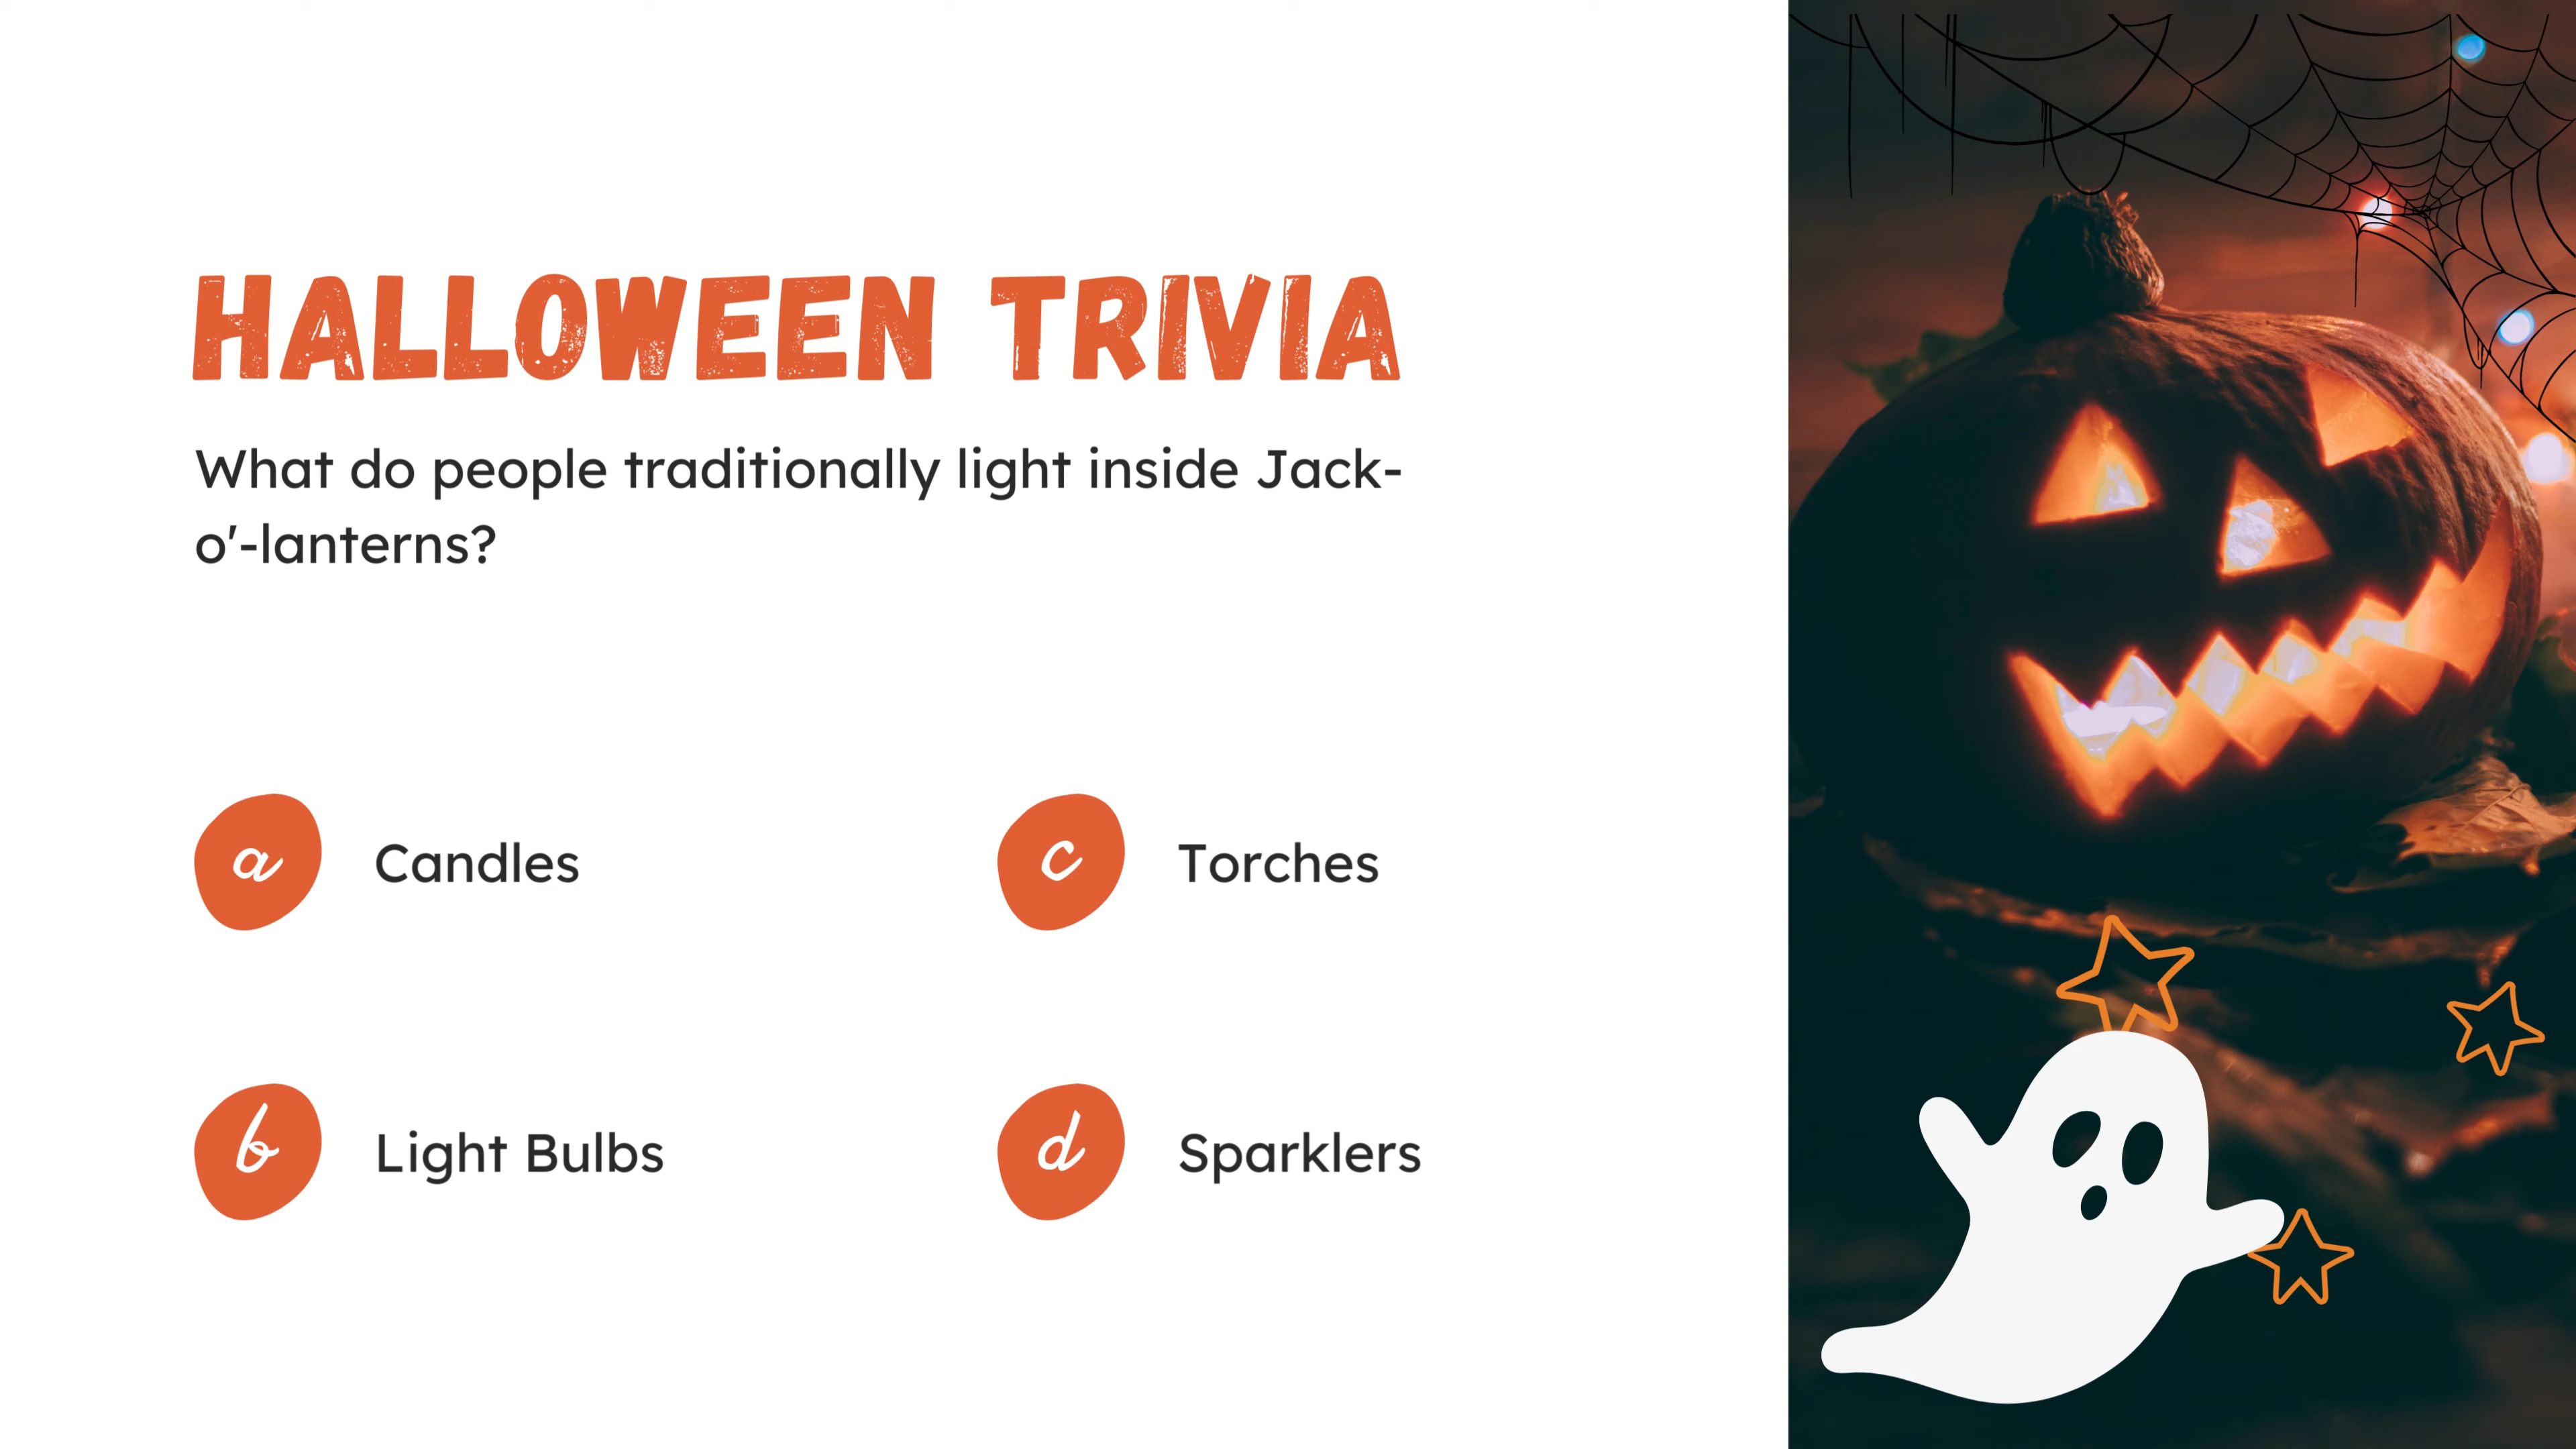 HALLOWEEN TRIVIA
What do people traditionally light inside Jack-
o'-lanterns?
a Candles
b Light Bulbs
c Torches
d Sparklers